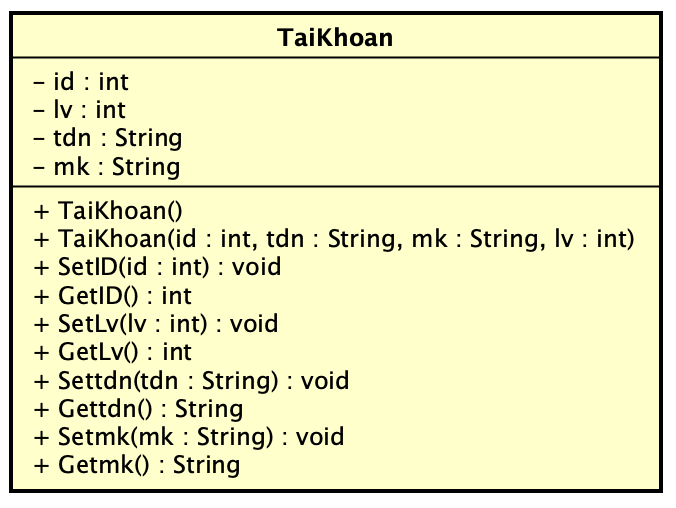 TaiKhoan
– id : int
– lv : int
– tdn : String
– mk : String
+ TaiKhoan()
+ TaiKhoan(id : int, tdn : String, mk : String, lv : int)
+ SetID(id : int) : void
+ GetID() : int
+ SetLv(lv : int) : void
+ GetLv() : int
+ Settdn(tdn : String) : void
+ Gettdn() : String
+ Setmk(mk : String) : void
+ Getmk() : String